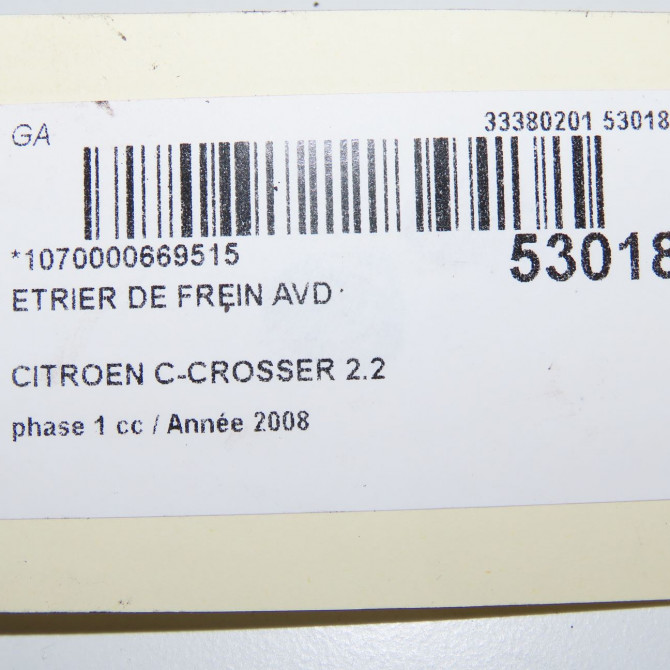 GA
33380201 53018
*1070000669515
53018
ETRIER DE FREIN AVD
CITROEN C-CROSSER 2.2
phase 1 cc / Année 2008